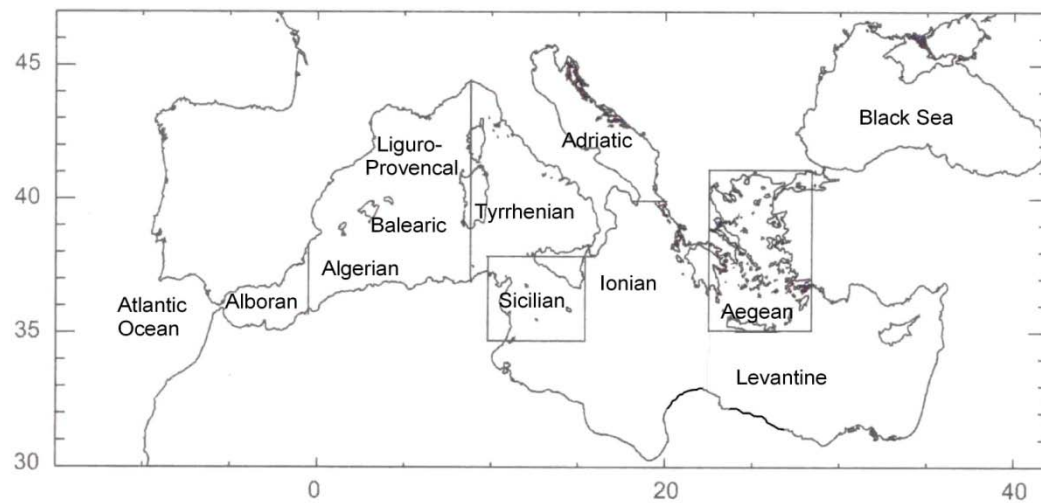 45
40
35
30
0
20
40
Liguro-
Provencal
Balearic
Algerian
Alboran
Atlantic
Ocean
Tyrrhenian
Sicilian
Adriatic
Ionian
Aegean
Levantine
Black Sea